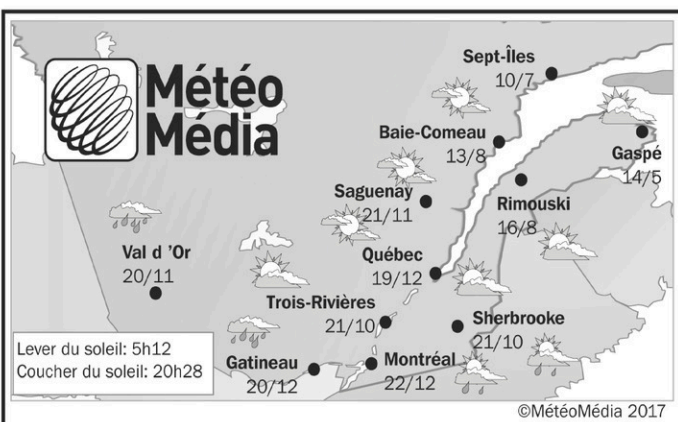 Météo
Média
Sept-Îles
10/7
Baie-Comeau
13/8
Gaspé
14/5
Saguenay
21/11
Rimouski
16/8
Val d 'Or
20/11
Québec
19/12
Trois-Rivières
21/10
Sherbrooke
21/10
Gatineau
20/12
Montréal
22/12
Lever du soleil: 5h12
Coucher du soleil: 20h28
©MétéoMédia 2017